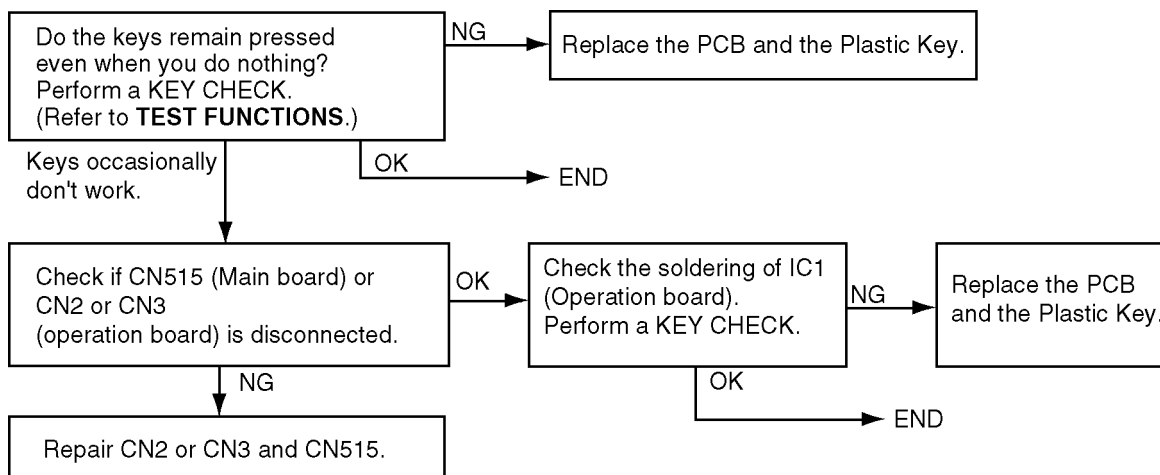 Do the keys remain pressed
even when you do nothing?
Perform a KEY CHECK.
(Refer to TEST FUNCTIONS.)
NG
Replace the PCB and the Plastic Key.
Keys occasionally
don't work.
OK
END
Check if CN515 (Main board) or
CN2 or CN3
(operation board) is disconnected.
OK
Check the soldering of IC1
(Operation board).
Perform a KEY CHECK.
NG
Replace the PCB
and the Plastic Key.
NG
OK
END
Repair CN2 or CN3 and CN515.